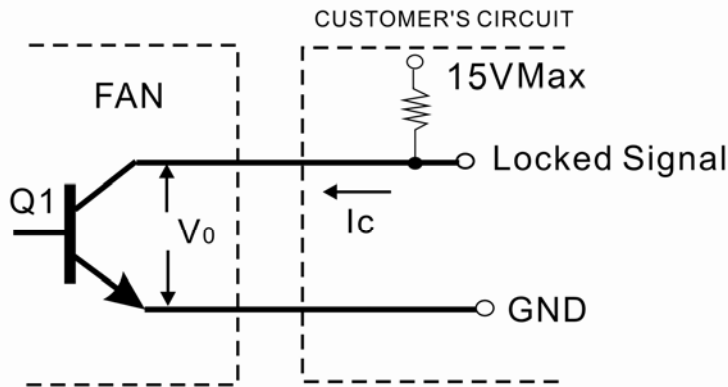 CUSTOMER'S CIRCUIT
FAN
15VMax
Locked Signal
Q1
V0
Ic
GND